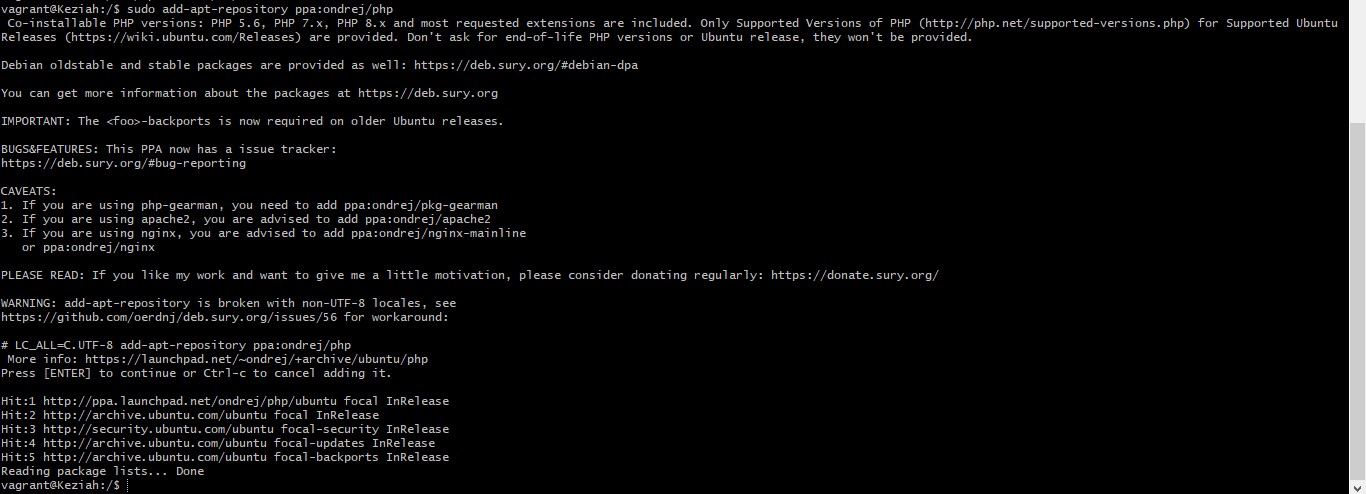 vagrant@Keziah:/$ sudo add-apt-repository ppa:ondrej/php
 Co-installable PHP versions: PHP 5.6, PHP 7.x, PHP 8.x and most requested extensions are included. Only Supported Versions of PHP (http://php.net/supported-versions.php) for Supported Ubuntu
Releases (https://wiki.ubuntu.com/Releases) are provided. Don't ask for end-of-life PHP versions or Ubuntu release, they won't be provided.

Debian oldstable and stable packages are provided as well: https://deb.sury.org/#debian-dpa

You can get more information about the packages at https://deb.sury.org

IMPORTANT: The <foo>-backports is now required on older Ubuntu releases.

BUGS&FEATURES: This PPA now has a issue tracker:
https://deb.sury.org/#bug-reporting

CAVEATS:
1. If you are using php-gearman, you need to add ppa:ondrej/pkg-gearman
2. If you are using apache2, you are advised to add ppa:ondrej/apache2
3. If you are using nginx, you are advised to add ppa:ondrej/nginx-mainline
   or ppa:ondrej/nginx

PLEASE READ: If you like my work and want to give me a little motivation, please consider donating regularly: https://donate.sury.org/

WARNING: add-apt-repository is broken with non-UTF-8 locales, see
https://github.com/oerdnj/deb.sury.org/issues/56 for workaround:

# LC_ALL=C.UTF-8 add-apt-repository ppa:ondrej/php
 More info: https://launchpad.net/~ondrej/+archive/ubuntu/php
Press [ENTER] to continue or Ctrl-c to cancel adding it.

Hit:1 http://ppa.launchpad.net/ondrej/php/ubuntu focal InRelease
Hit:2 http://archive.ubuntu.com/ubuntu focal InRelease
Hit:3 http://security.ubuntu.com/ubuntu focal-security InRelease
Hit:4 http://archive.ubuntu.com/ubuntu focal-updates InRelease
Hit:5 http://archive.ubuntu.com/ubuntu focal-backports InRelease
Reading package lists... Done
vagrant@Keziah:/$